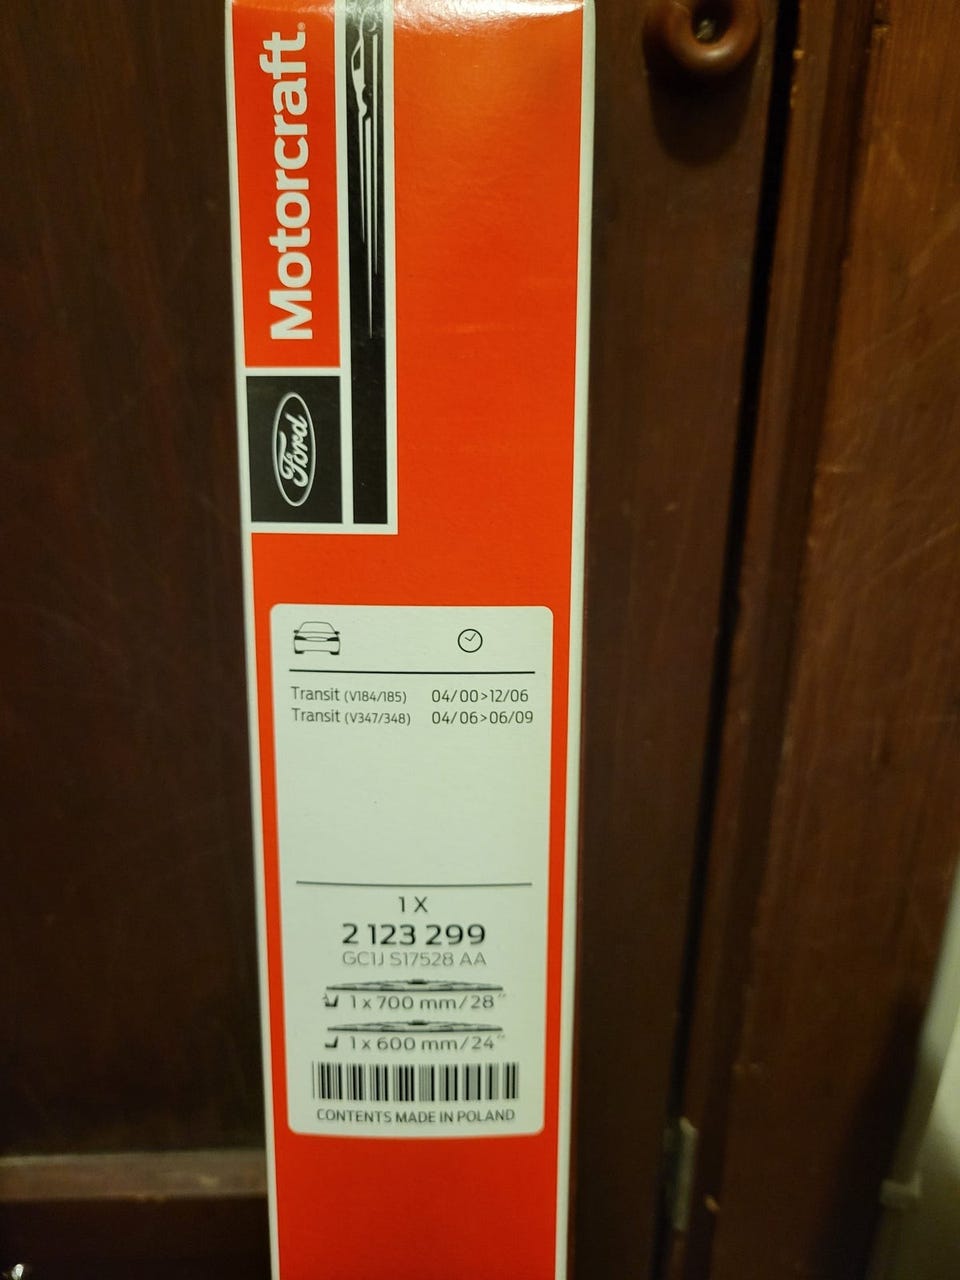 Motorcraft®
Ford
Transit (V184/185) 04/00>12/06
Transit (V347/348) 04/06>06/09
1 X
2 123 299
GC1J S17528 AA
1 x 700 mm/28"
1 x 600 mm/24"
CONTENTS MADE IN POLAND